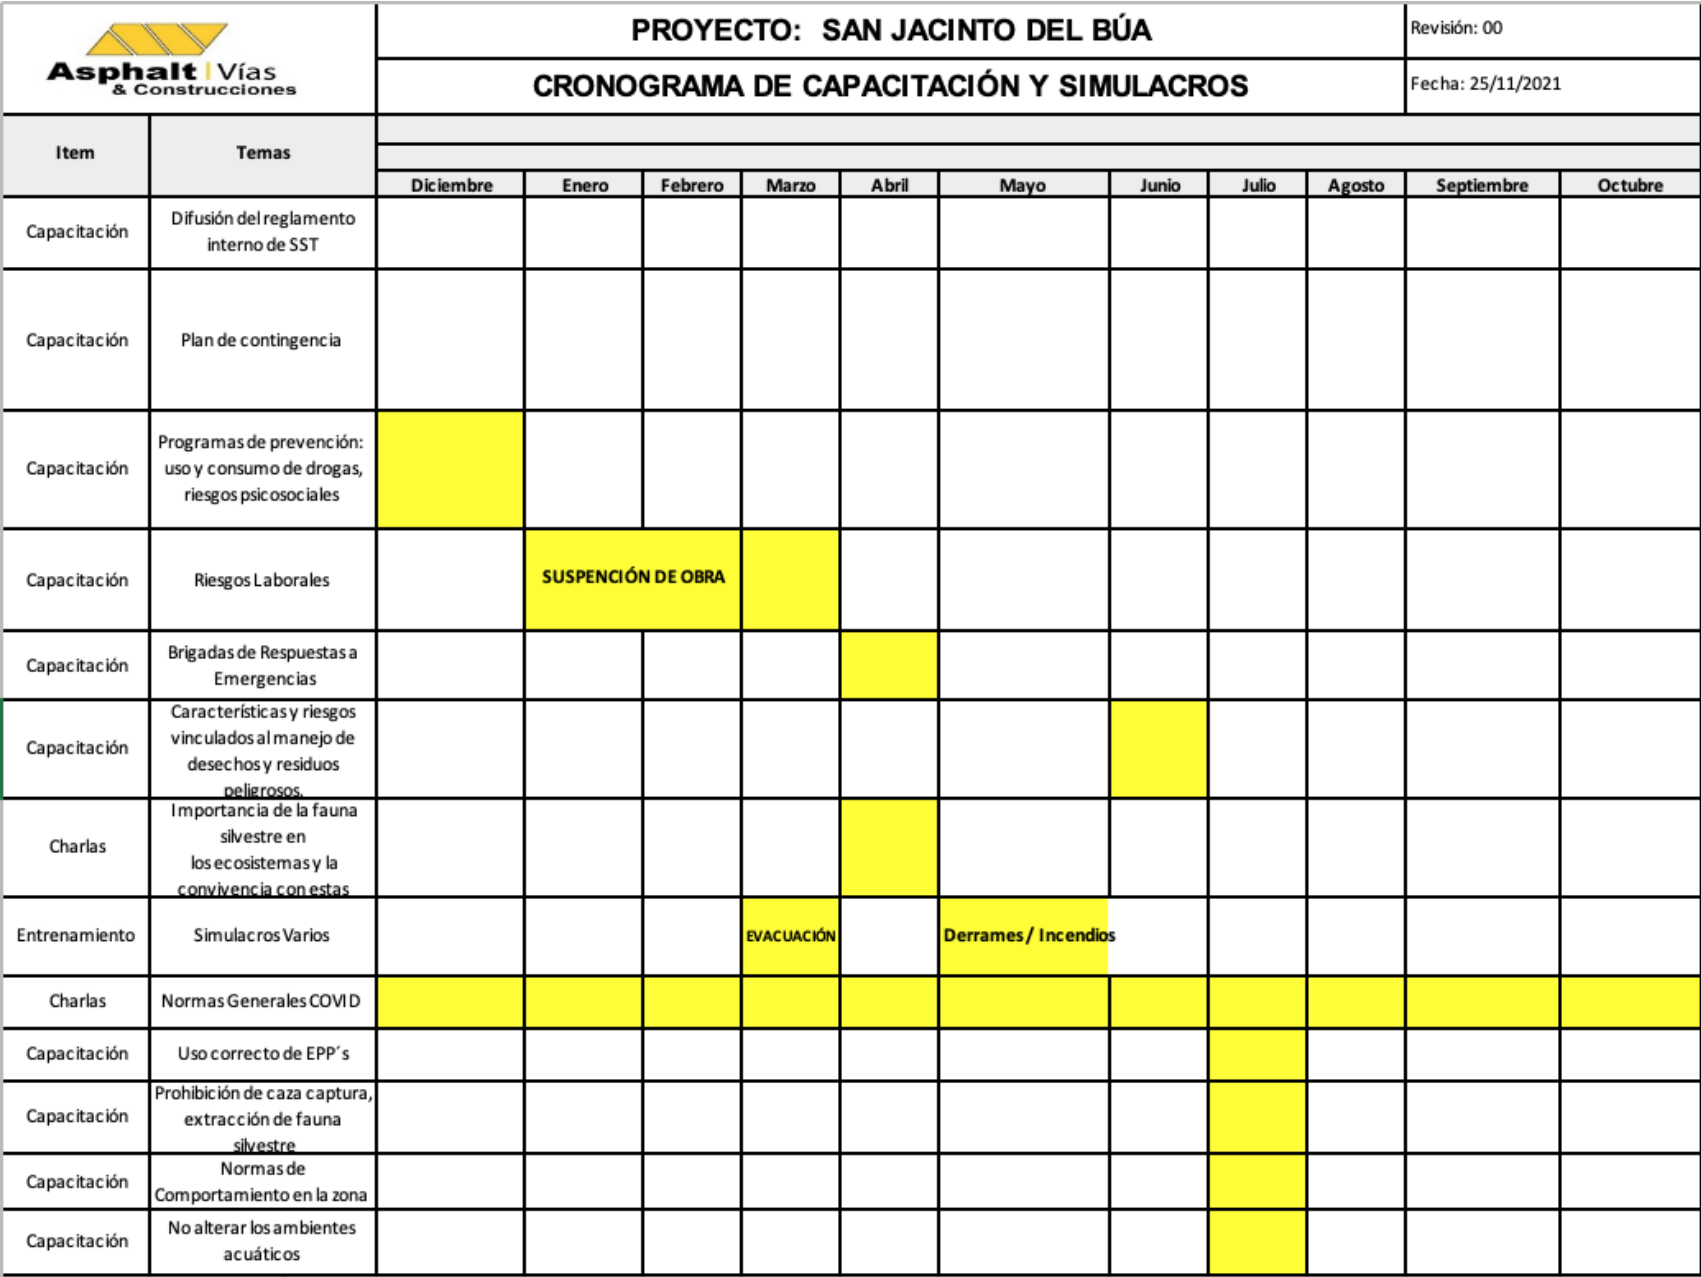 Asphalt Vías
& Construcciones
PROYECTO: SAN JACINTO DEL BÚA
CRONOGRAMA DE CAPACITACIÓN Y SIMULACROS
Revisión: 00
Fecha: 25/11/2021
Item
Temas
Diciembre
Enero
Febrero
Marzo
Abril
Mayo
Junio
Julio
Agosto
Septiembre
Octubre
Capacitación
Difusión del reglamento
interno de SST
Capacitación
Plan de contingencia
Capacitación
Programas de prevención:
uso y consumo de drogas,
riesgos psicosociales
Capacitación
Riesgos Laborales
SUSPENCIÓN DE OBRA
Capacitación
Brigadas de Respuestas a
Emergencias
Capacitación
Características y riesgos
vinculados al manejo de
desechos y residuos
peligrosos.
Charlas
Importancia de la fauna
silvestre en
los ecosistemas y la
convivencia con estas
Entrenamiento
Simulacros Varios
EVACUACIÓN
Derrames / Incendios
Charlas
Normas Generales COVID
Capacitación
Uso correcto de EPP´s
Capacitación
Prohibición de caza captura,
extracción de fauna
silvestre
Capacitación
Normas de
Comportamiento en la zona
Capacitación
No alterar los ambientes
acuáticos